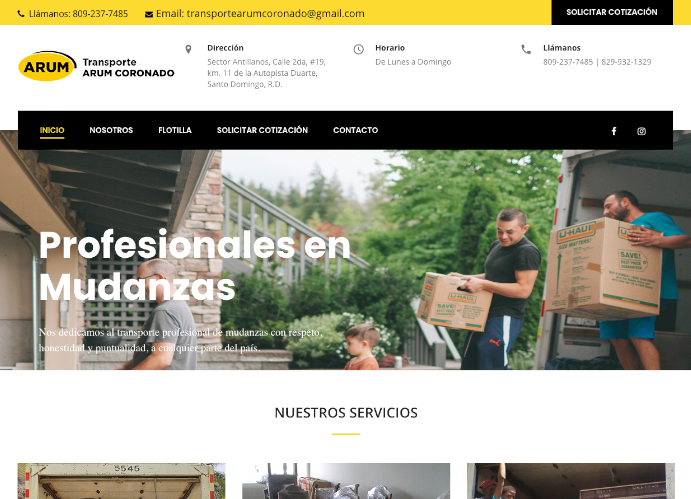 Llámanos: 809-237-7485
Email: transportearumcoronado@gmail.com
SOLICITAR COTIZACIÓN
ARUM
Transporte
ARUM CORONADO
Dirección
Sector Antillanos, Calle 2da, #19,
km. 11 de la Autopista Duarte,
Santo Domingo, R.D.
Horario
De Lunes a Domingo
Llámanos
809-237-7485 | 829-932-1329
INICIO
NOSOTROS
FLOTILLA
SOLICITAR COTIZACIÓN
CONTACTO
Profesionales en
Mudanzas
Nos dedicamos al transporte profesional de mudanzas con respeto,
honestidad y puntualidad, a cualquier parte del país.
U-HAUL
U-HAUL
SAVE!
SAVE!
NUESTROS SERVICIOS
5545